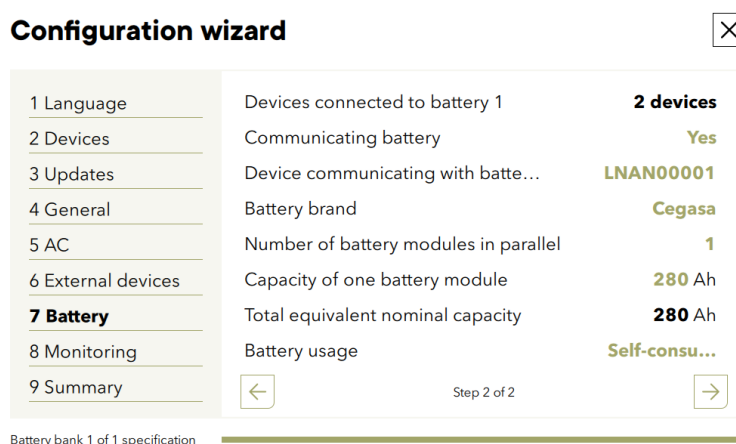 Configuration wizard
1 Language
2 Devices
3 Updates
4 General
5 AC
6 External devices
7 Battery
8 Monitoring
9 Summary
Devices connected to battery 1 2 devices
Communicating battery Yes
Device communicating with batte... LNAN00001
Battery brand Cegasa
Number of battery modules in parallel 1
Capacity of one battery module 280 Ah
Total equivalent nominal capacity 280 Ah
Battery usage Self-consu...
Step 2 of 2
Battery bank 1 of 1 specification